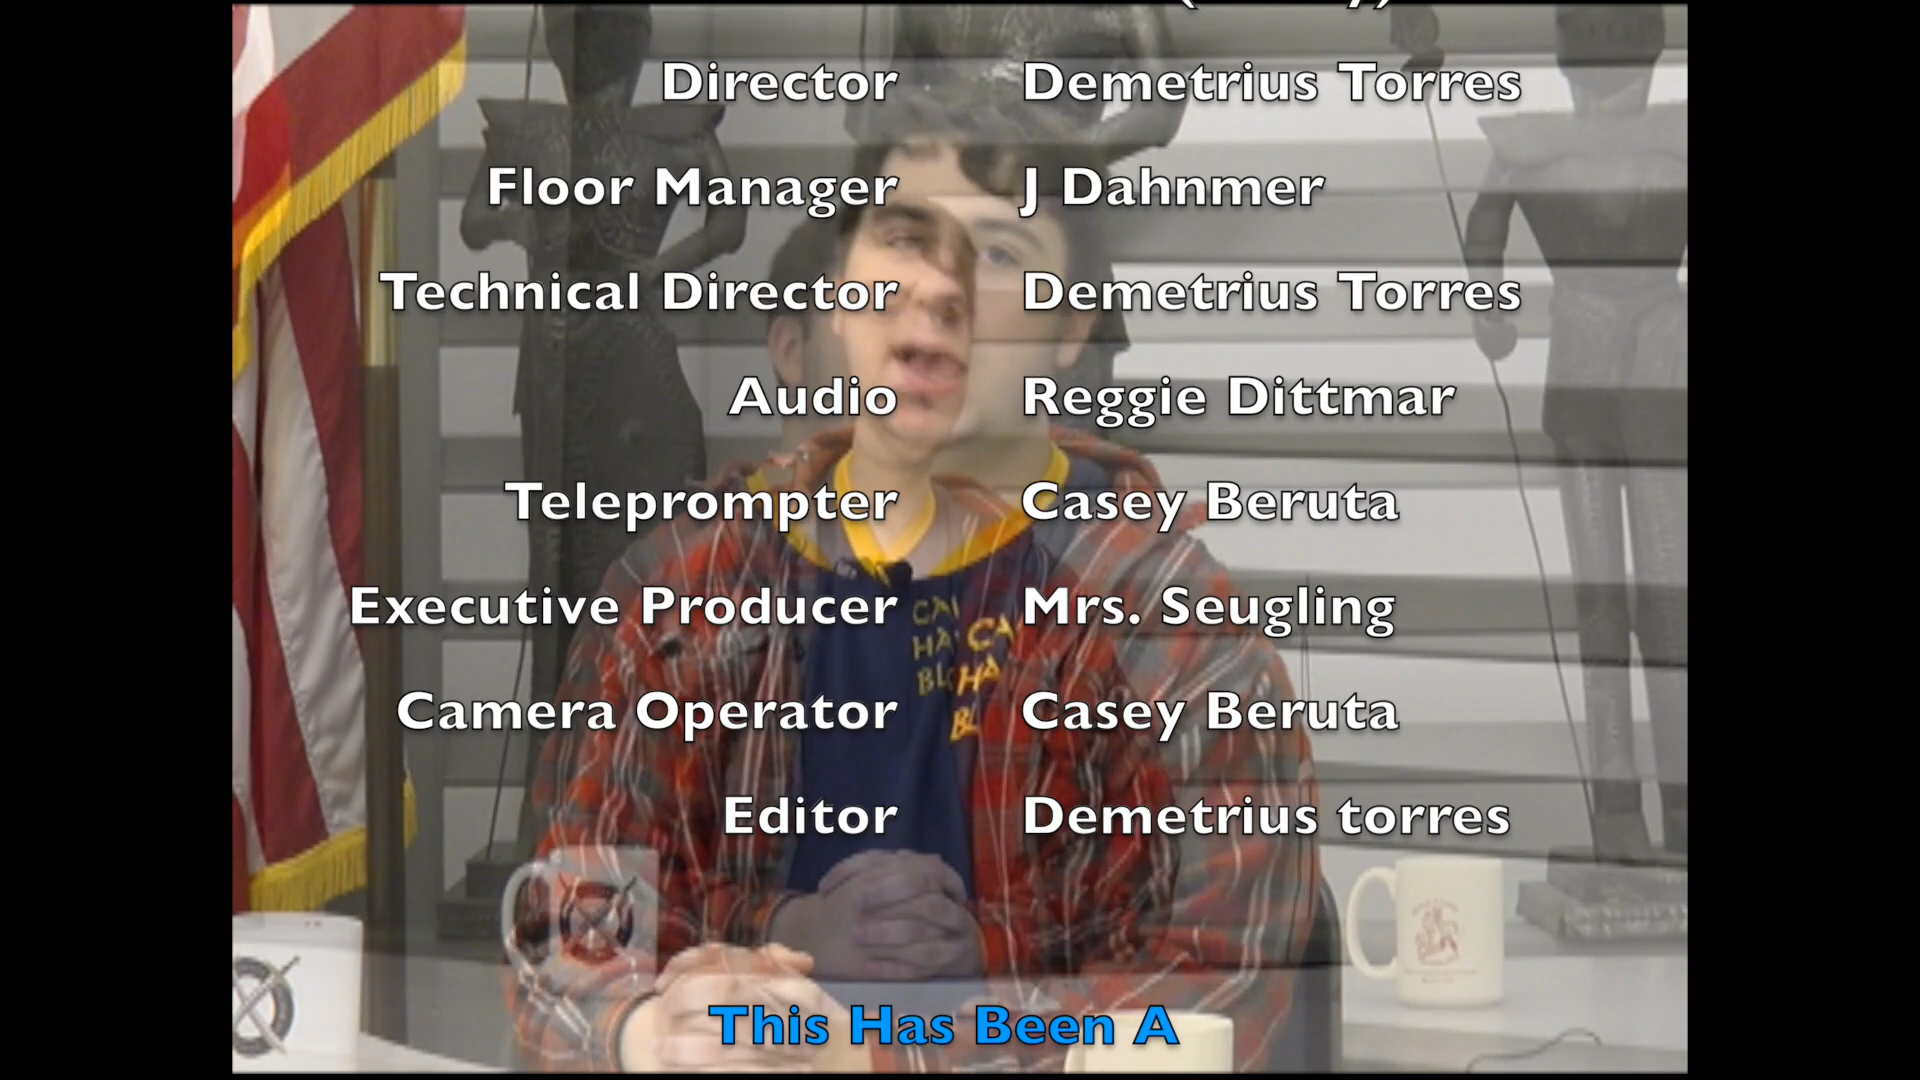 Director Demetrius Torres
Floor Manager J Dahnmer
Technical Director Demetrius Torres
Audio Reggie Dittmar
Teleprompter Casey Beruta
Executive Producer Mrs. Seugling
Camera Operator Casey Beruta
Editor Demetrius torres
This Has Been A